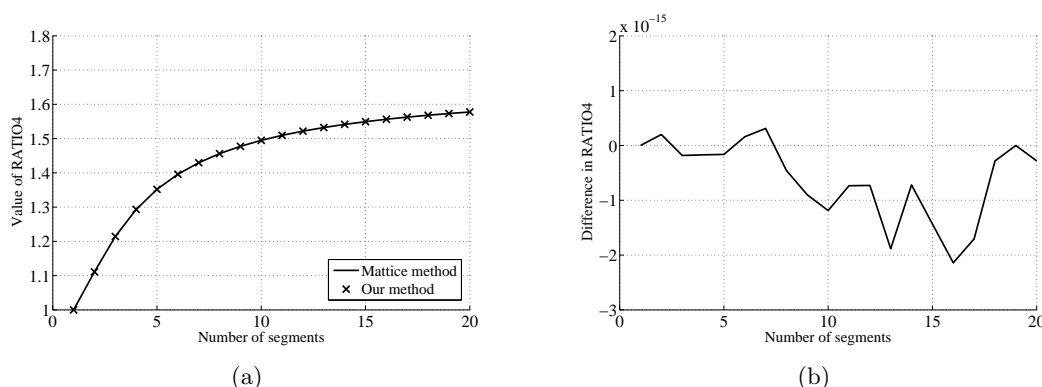 1.8
1.7
1.6
1.5
1.4
1.3
1.2
1.1
1
Value of RATIO4
0 5 10 15 20
Number of segments
Mattice method
Our method
(a)
x 10−15
2
1
0
−1
−2
−3
Difference in RATIO4
0 5 10 15 20
Number of segments
(b)